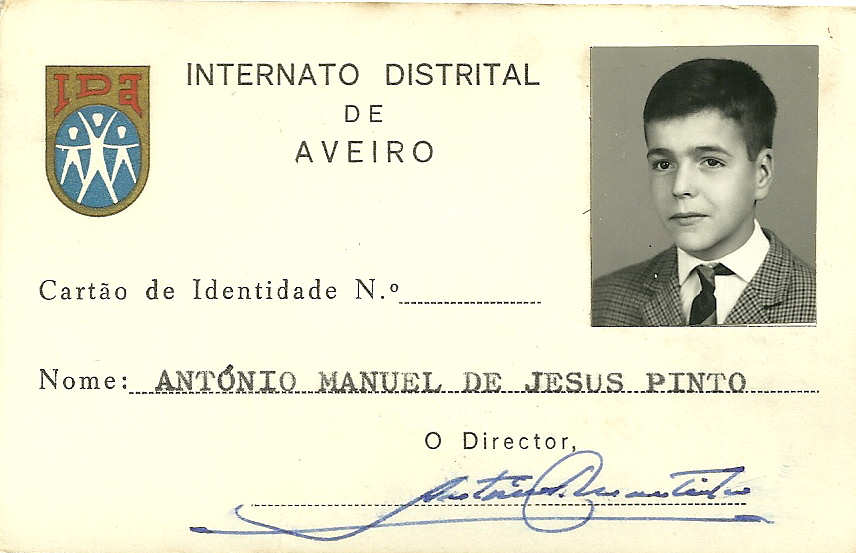 IDA
INTERNATO DISTRITAL
DE
AVEIRO
Cartão de Identidade N.º
Nome: ANTÓNIO MANUEL DE JESUS PINTO
O Director,